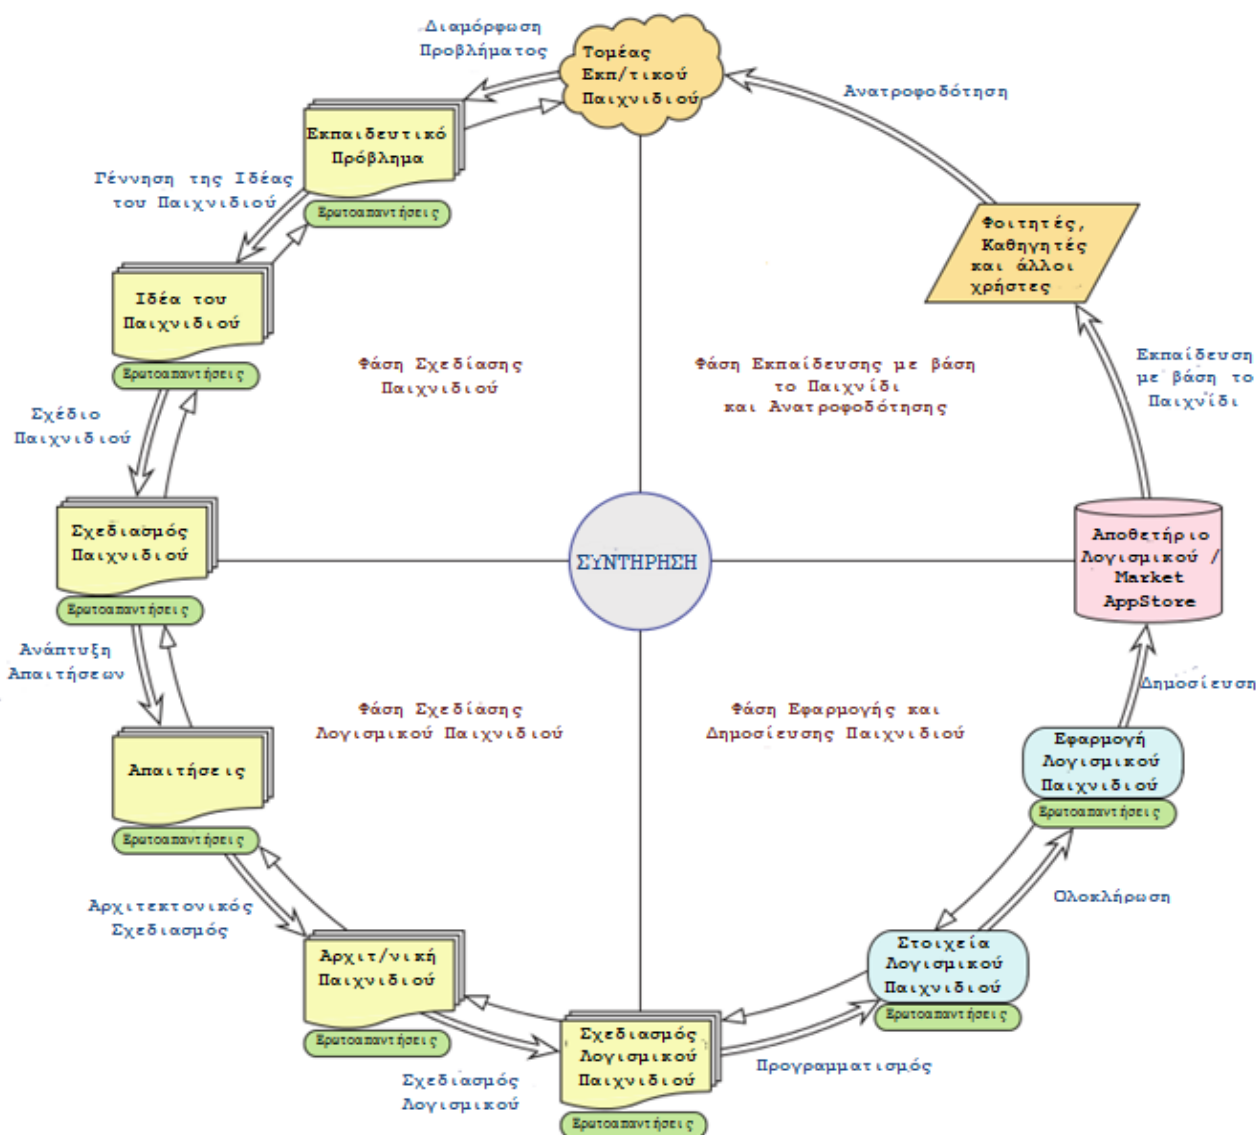 Διαμόρφωση
Προβλήματος
Τομέας
Εκπ/τικού
Παιχνιδιού
Ανατροφοδότηση
Εκπαιδευτικό
Πρόβλημα
Ερωτοαπαντήσεις
Γέννηση της Ιδέας
του Παιχνιδιού
Φοιτητές,
Καθηγητές
και άλλοι
χρήστες
Ιδέα του
Παιχνιδιού
Ερωτοαπαντήσεις
Φάση Σχεδίασης
Παιχνιδιού
Φάση Εκπαίδευσης με βάση
το Παιχνίδι
και Ανατροφοδότησης
Εκπαίδευση
με βάση το
Παιχνίδι
Σχέδιο
Παιχνιδιού
Σχεδιασμός
Παιχνιδιού
Ερωτοαπαντήσεις
ΣΥΝΤΗΡΗΣΗ
Αποθετήριο
Λογισμικού /
Market
AppStore
Ανάπτυξη
Απαιτήσεων
Δημοσίευση
Φάση Σχεδίασης
Λογισμικού Παιχνιδιού
Φάση Εφαρμογής και
Δημοσίευσης Παιχνιδιού
Απαιτήσεις
Ερωτοαπαντήσεις
Εφαρμογή
Λογισμικού
Παιχνιδιού
Ερωτοαπαντήσεις
Αρχιτεκτονικός
Σχεδιασμός
Ολοκλήρωση
Αρχιτ/νική
Παιχνιδιού
Ερωτοαπαντήσεις
Στοιχεία
Λογισμικού
Παιχνιδιού
Ερωτοαπαντήσεις
Σχεδιασμός
Λογισμικού
Σχεδιασμός
Λογισμικού
Παιχνιδιού
Ερωτοαπαντήσεις
Προγραμματισμός